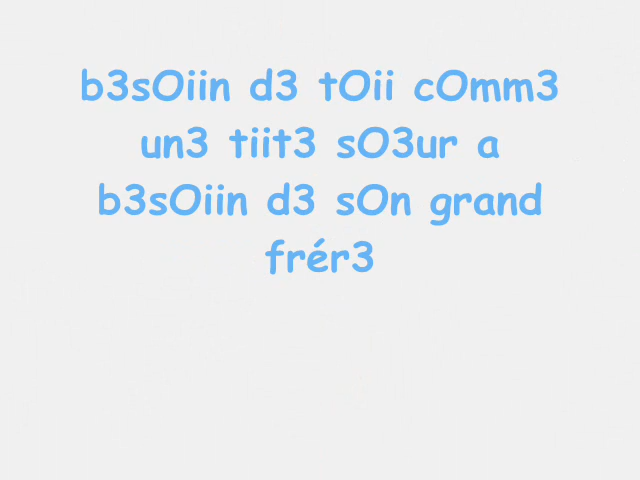 b3sOiin d3 tOii cOmm3
un3 tiit3 sO3ur a
b3sOiin d3 sOn grand
frér3